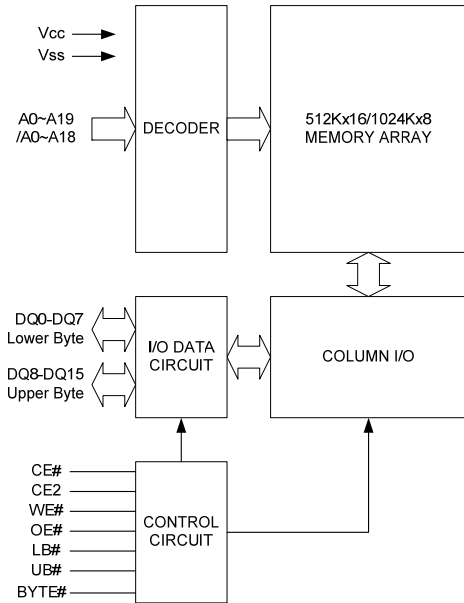 Vcc
Vss
A0~A19
/A0~A18
DECODER
512Kx16/1024Kx8
MEMORY ARRAY
DQ0-DQ7
Lower Byte
DQ8-DQ15
Upper Byte
I/O DATA
CIRCUIT
COLUMN I/O
CE#
CE2
WE#
OE#
LB#
UB#
BYTE#
CONTROL
CIRCUIT